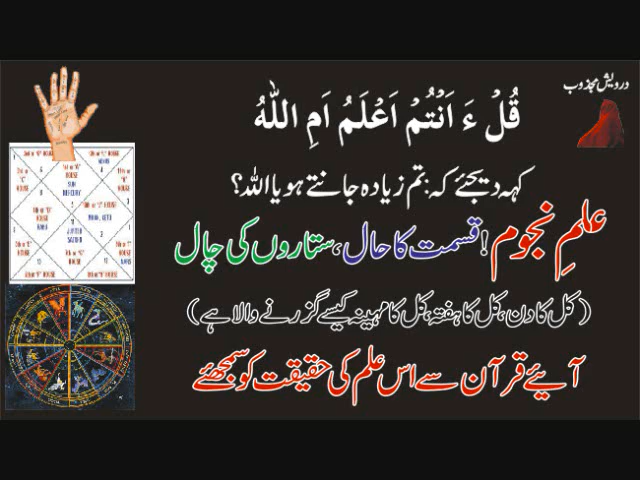 درویش مجذوب
قُلْ ءَ اَنْتُمْ اَعْلَمُ اَمِ اللّٰهُ
کہہ دیجئے کہ: تم زیادہ جانتے ہو یا اللہ؟
علمِ نجوم! قسمت کا حال، ستاروں کی چال
(کل کا دن، کل کا ہفتہ، کل کا مہینہ کیسے گزرنے والا ہے)
آیئے قرآن سے اس علم کی حقیقت کو سمجھئے